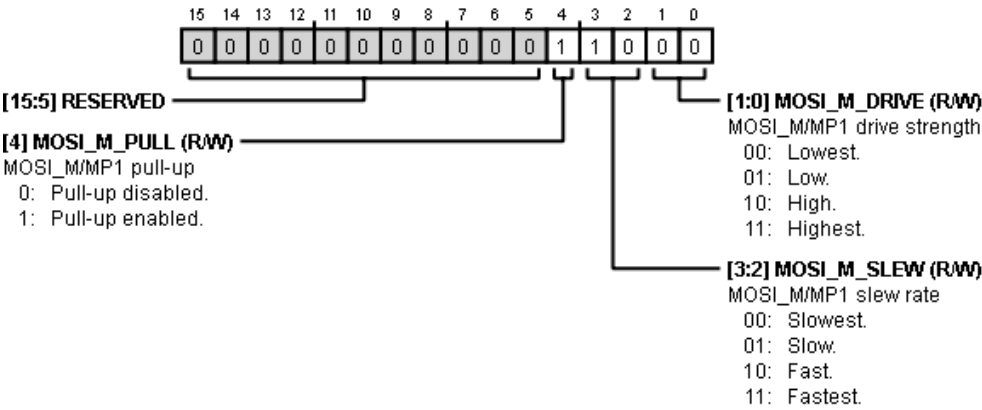 15 14 13 12 11 10 9 8 7 6 5 4 3 2 1 0
0 0 0 0 0 0 0 0 0 0 0 1 1 0 0 0
[15:5] RESERVED
[4] MOSI_M_PULL (R/W)
MOSI_M/MP1 pull-up
0: Pull-up disabled.
1: Pull-up enabled.
[1:0] MOSI_M_DRIVE (R/W)
MOSI_M/MP1 drive strength
00: Lowest.
01: Low.
10: High.
11: Highest.
[3:2] MOSI_M_SLEW (R/W)
MOSI_M/MP1 slew rate
00: Slowest.
01: Slow.
10: Fast.
11: Fastest.